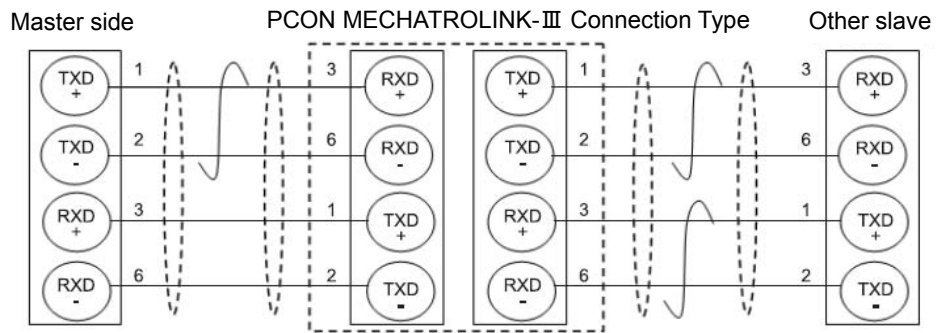 Master side PCON MECHATROLINK-Ⅲ Connection Type Other slave
TXD + 1 3 RXD + TXD + 1 3 RXD +
TXD - 2 6 RXD - TXD - 2 6 RXD -
RXD + 3 1 TXD + RXD + 3 1 TXD +
RXD - 6 2 TXD - RXD - 6 2 TXD -